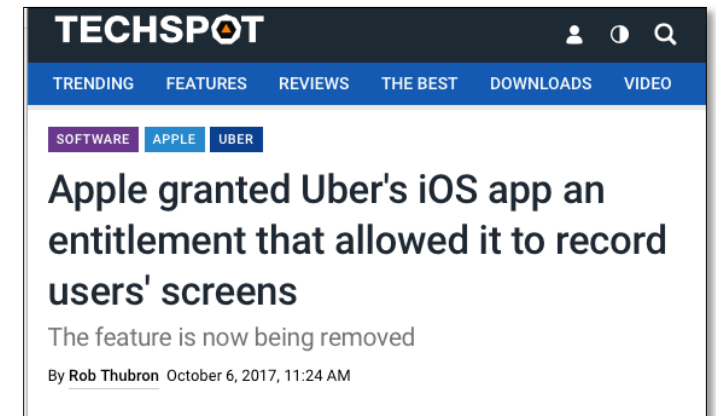 TECHSPOT
TRENDING FEATURES REVIEWS THE BEST DOWNLOADS VIDEO
SOFTWARE APPLE UBER
Apple granted Uber's iOS app an
entitlement that allowed it to record
users' screens
The feature is now being removed
By Rob Thubron October 6, 2017, 11:24 AM